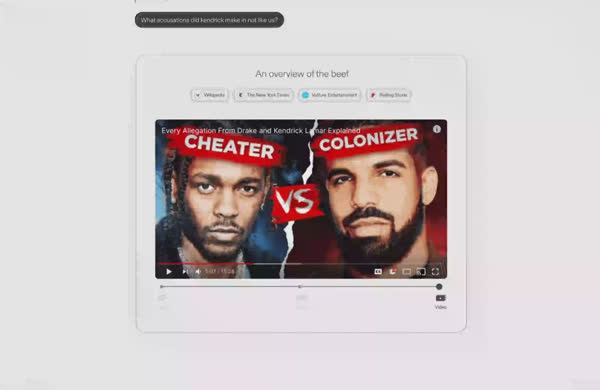 What accusations did kendrick make in not like us?
An overview of the beef
Wikipedia
The New York Times
Vulture Entertainment
Rolling Stone
Every Allegation From Drake and Kendrick Lamar Explained
CHEATER
COLONIZER
VS
Video